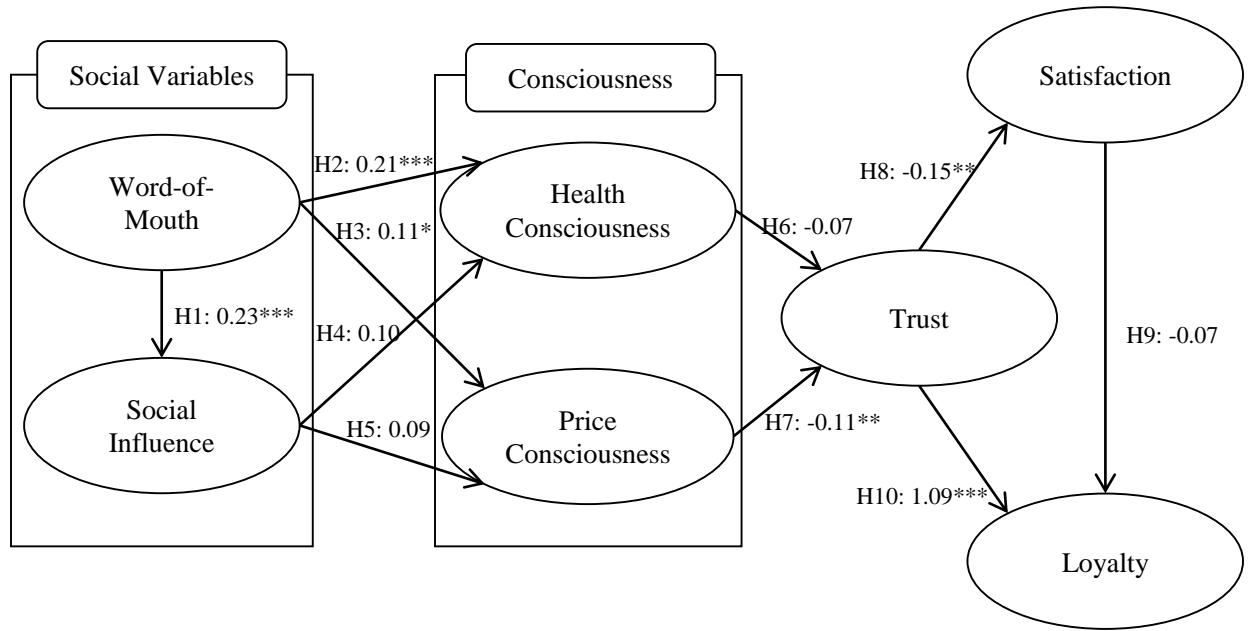 Social Variables
Word-of-
Mouth
H1: 0.23***
Social
Influence
H2: 0.21***
H3: 0.11*
H4: 0.10
H5: 0.09
Consciousness
Health
Consciousness
Price
Consciousness
H6: -0.07
H7: -0.11**
Trust
H8: -0.15**
H10: 1.09***
Satisfaction
H9: -0.07
Loyalty